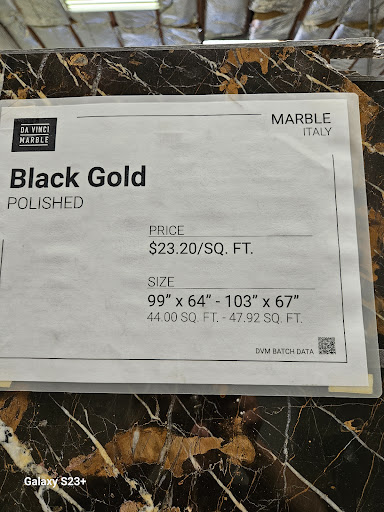 DA VINCI
MARBLE
MARBLE
ITALY
Black Gold
POLISHED
PRICE
$23.20/SQ. FT.
SIZE
99” x 64” - 103” x 67”
44.00 SQ. FT. - 47.92 SQ. FT.
DVM BATCH DATA
Galaxy S23+